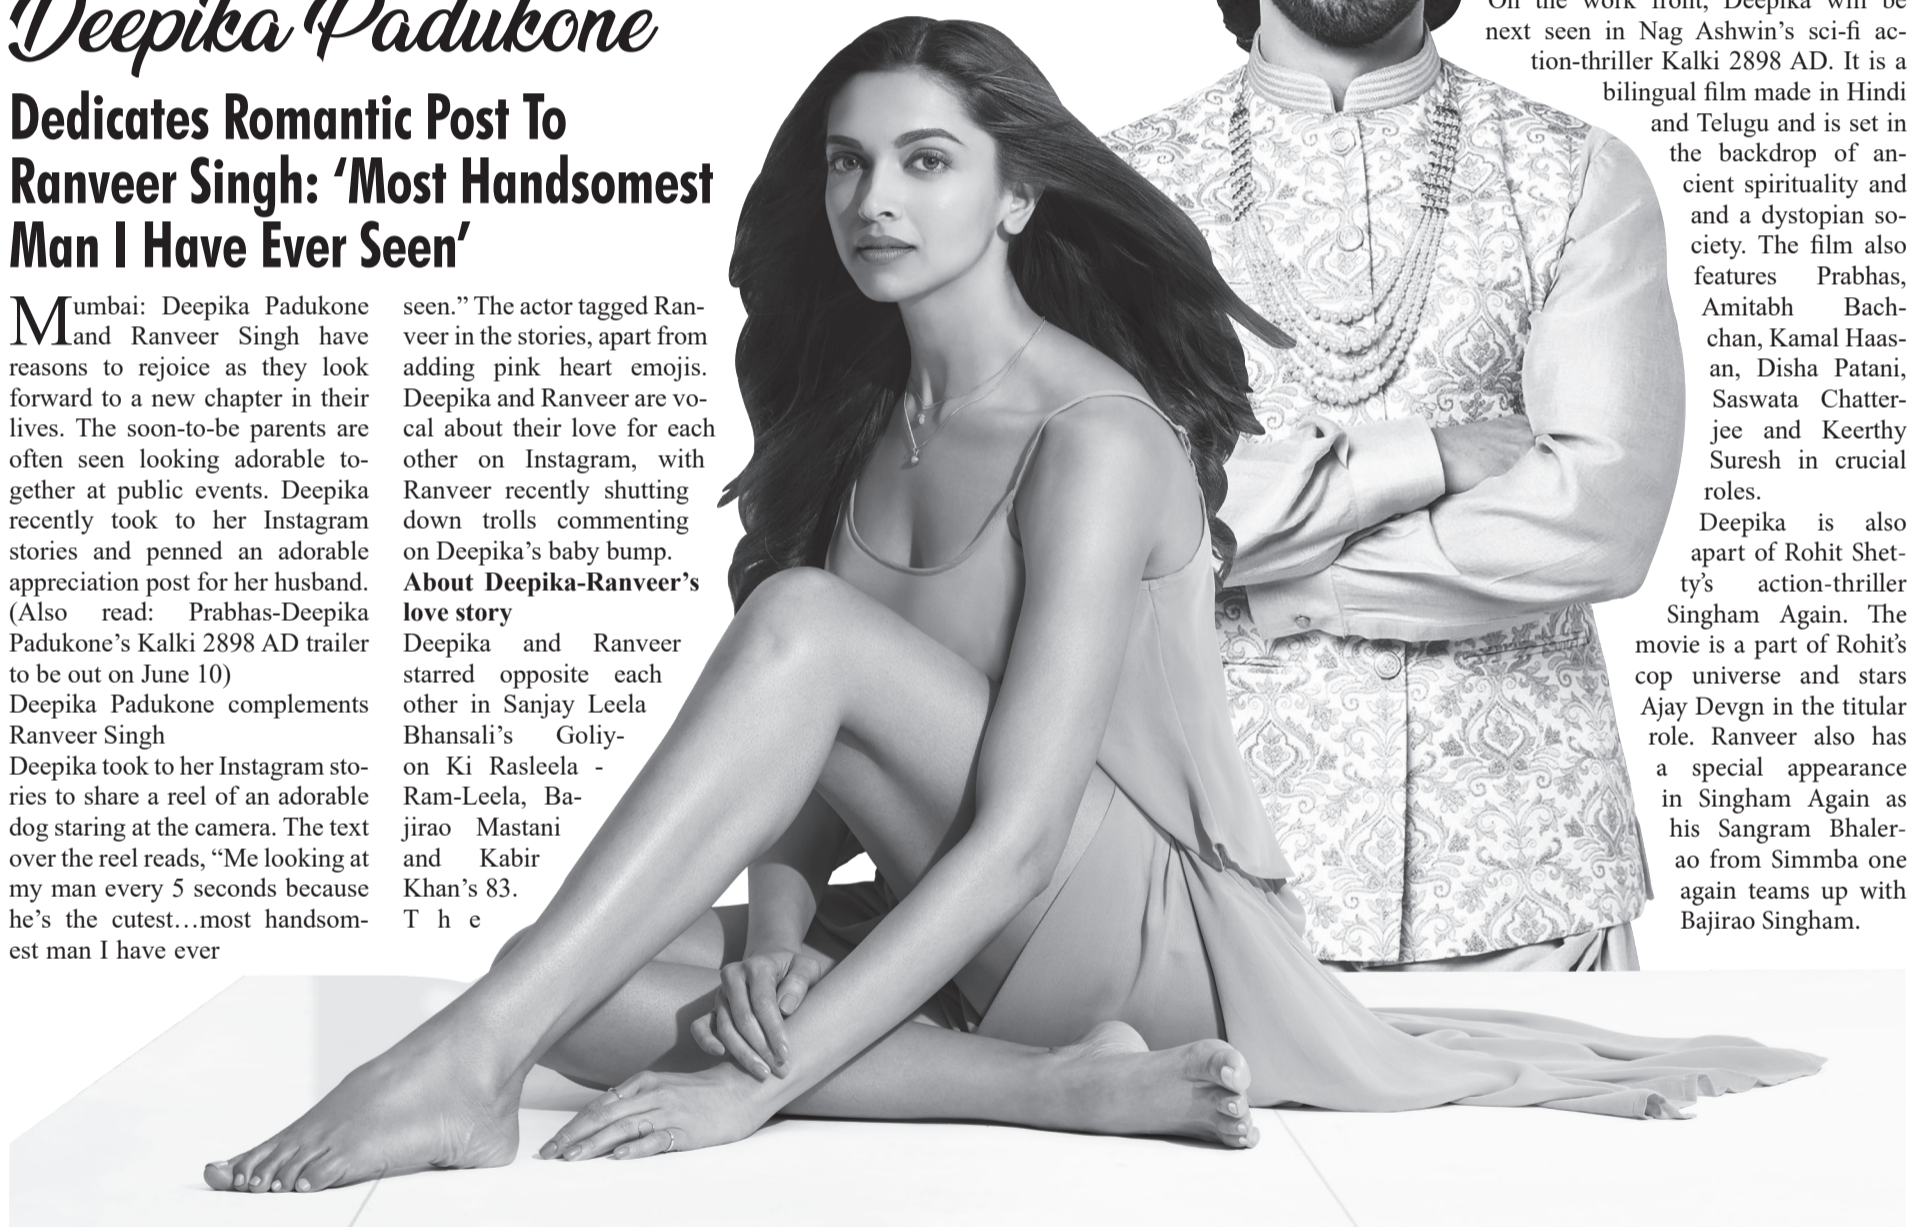 Deepika Padukone
Dedicates Romantic Post To
Ranveer Singh: ‘Most Handsomest
Man I Have Ever Seen’
Mumbai: Deepika Padukone
and Ranveer Singh have
reasons to rejoice as they look
forward to a new chapter in their
lives. The soon-to-be parents are
often seen looking adorable to-
gether at public events. Deepika
recently took to her Instagram
stories and penned an adorable
appreciation post for her husband.
(Also read: Prabhas-Deepika
Padukone’s Kalki 2898 AD trailer
to be out on June 10)
Deepika Padukone complements
Ranveer Singh
Deepika took to her Instagram sto-
ries to share a reel of an adorable
dog staring at the camera. The text
over the reel reads, “Me looking at
my man every 5 seconds because
he’s the cutest…most handsom-
est man I have ever
seen.” The actor tagged Ran-
veer in the stories, apart from
adding pink heart emojis.
Deepika and Ranveer are vo-
cal about their love for each
other on Instagram, with
Ranveer recently shutting
down trolls commenting
on Deepika’s baby bump.
About Deepika-Ranveer’s
love story
Deepika and Ranveer
starred opposite each
other in Sanjay Leela
Bhansali’s Goliy-
on Ki Rasleela -
Ram-Leela, Ba-
jirao Mastani
and Kabir
Khan’s 83.
The
On the work front, Deepika will be
next seen in Nag Ashwin’s sci-fi ac-
tion-thriller Kalki 2898 AD. It is a
bilingual film made in Hindi
and Telugu and is set in
the backdrop of an-
cient spirituality and
and a dystopian so-
ciety. The film also
features Prabhas,
Amitabh Bach-
chan, Kamal Haas-
an, Disha Patani,
Saswata Chatter-
jee and Keerthy
Suresh in crucial
roles.
Deepika is also
apart of Rohit Shet-
ty’s action-thriller
Singham Again. The
movie is a part of Rohit’s
cop universe and stars
Ajay Devgn in the titular
role. Ranveer also has
a special appearance
in Singham Again as
his Sangram Bhaler-
ao from Simmba one
again teams up with
Bajirao Singham.